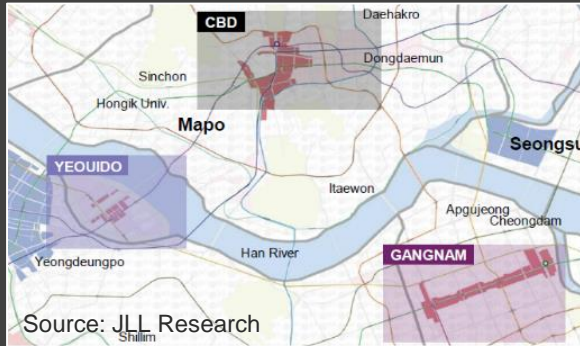 CBD
Daehakro
Dongdaemun
Sinchon
Hongik Univ.
Mapo
Seongsu
YEOUIDO
Itaewon
Apgujeong
Cheongdam
Han River
GANGNAM
Yeongdeungpo
Source: JLL Research
Shillim